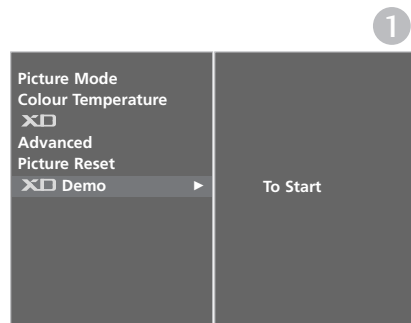 1
Picture Mode
Colour Temperature
XD
Advanced
Picture Reset
XD Demo ►
To Start